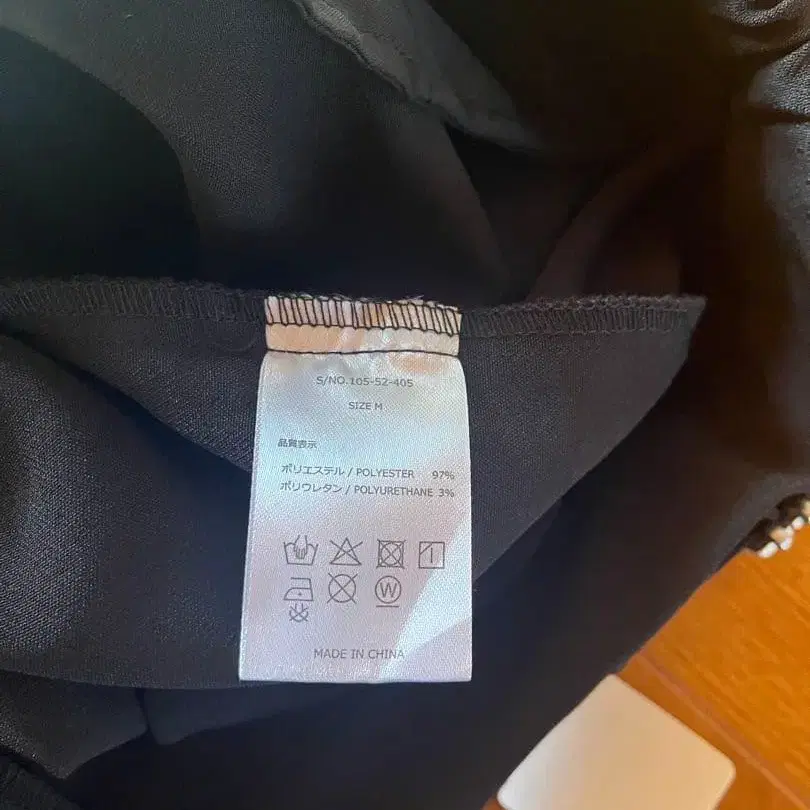 S/NO.105-52-405
SIZE M
品質表示
ポリエステル / POLYESTER 97%
ポリウレタン / POLYURETHANE 3%
W
MADE IN CHINA